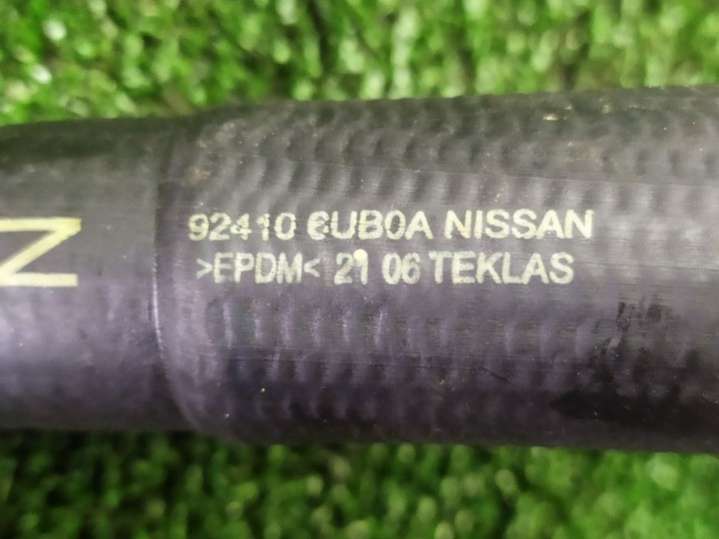 92410 6UB0A NISSAN
>EPDM< 21 06 TEKLAS
N